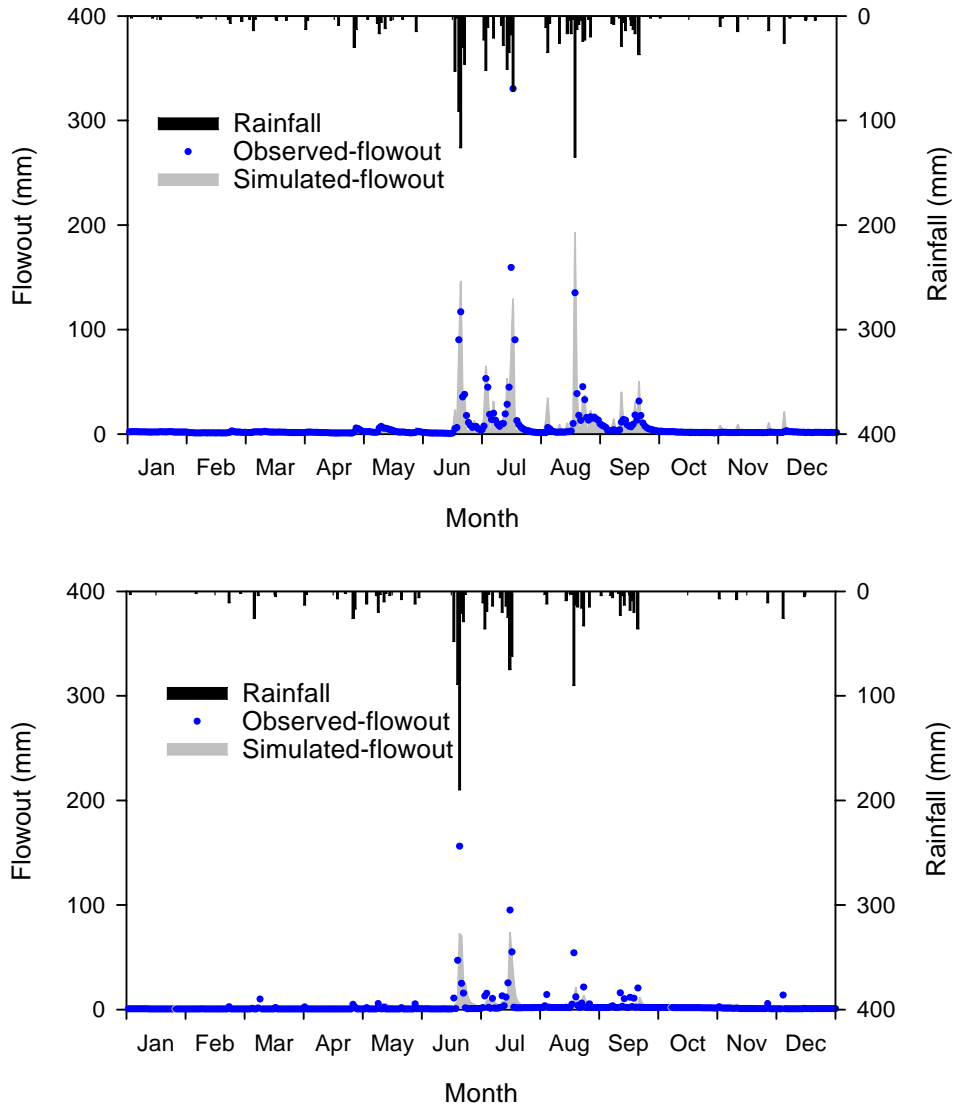 400
300
200
100
0
Flowout (mm)
0
100
200
300
400
Rainfall (mm)
Rainfall
Observed-flowout
Simulated-flowout
Jan Feb Mar Apr May Jun Jul Aug Sep Oct Nov Dec
Month
400
300
200
100
0
Flowout (mm)
0
100
200
300
400
Rainfall (mm)
Rainfall
Observed-flowout
Simulated-flowout
Jan Feb Mar Apr May Jun Jul Aug Sep Oct Nov Dec
Month